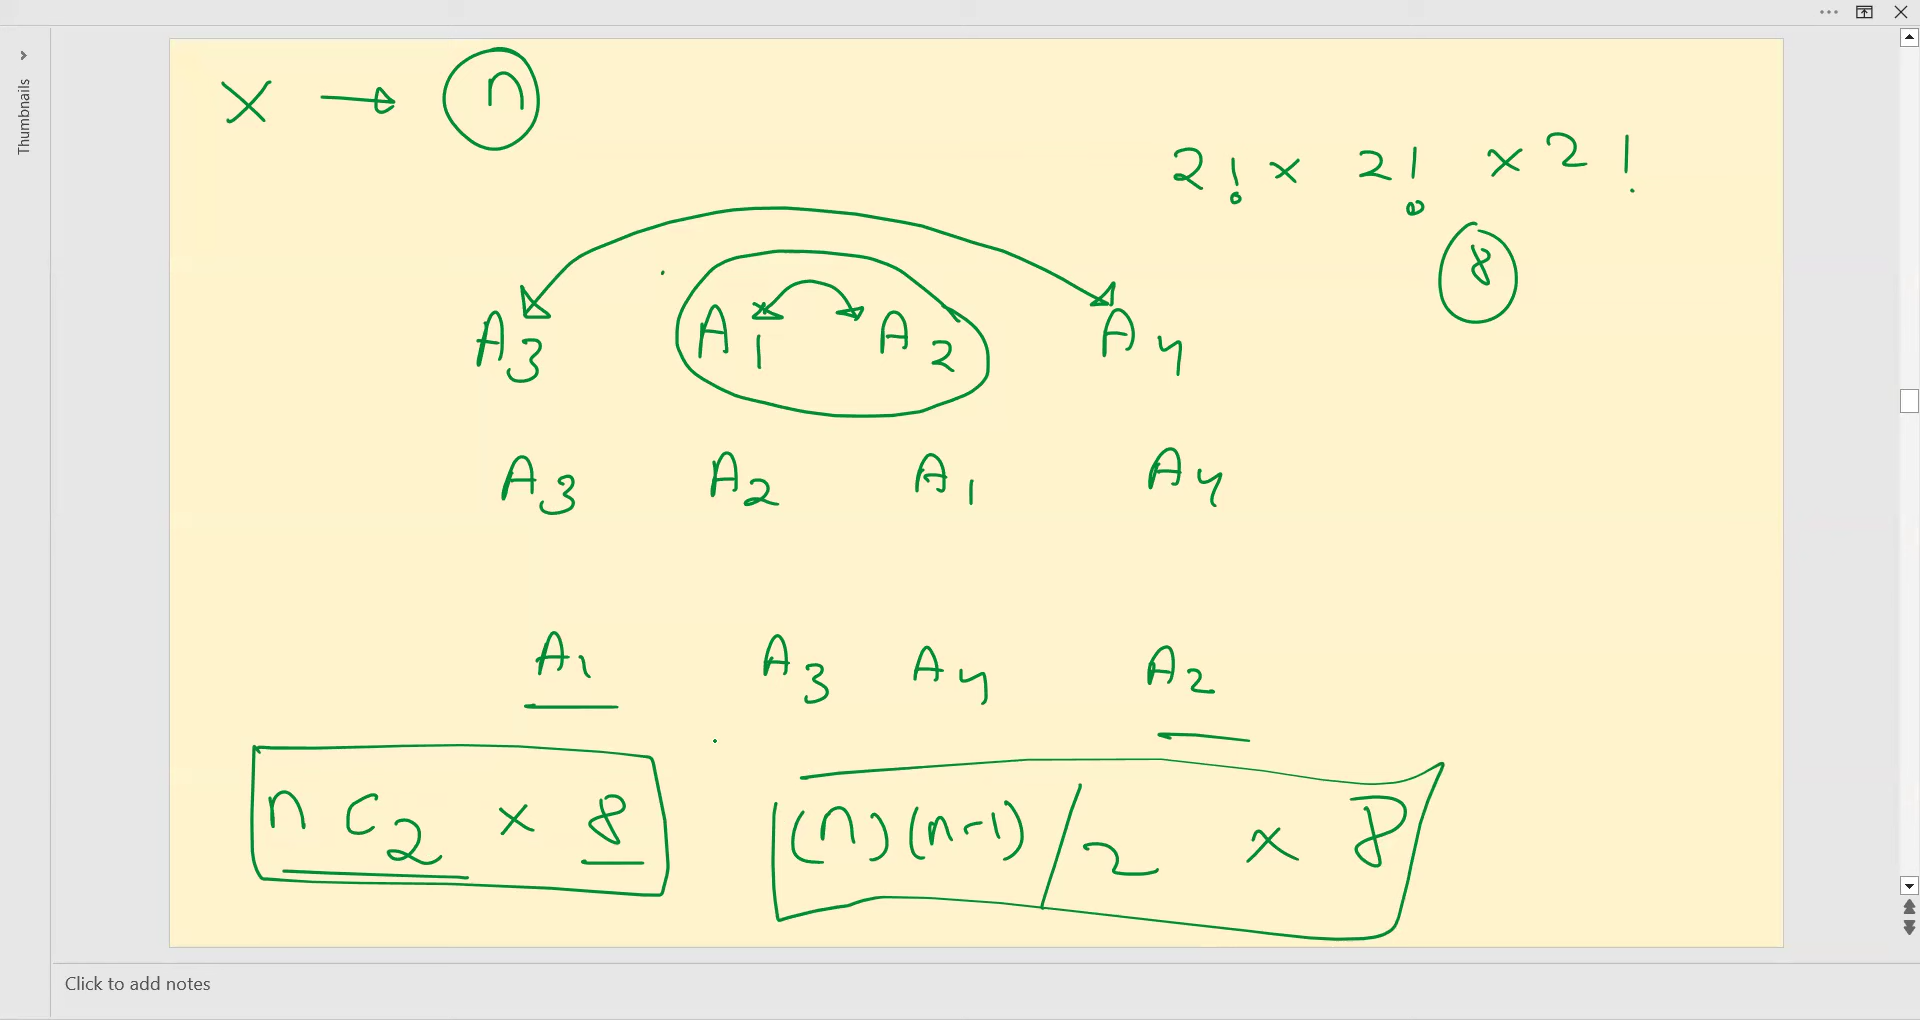 Thumbnails
X → n
2! x 2! x 2!
8
A3 A1 A2 A4
A3 A2 A1 A4
A1 A3 A4 A2
nC2 x 8
(n)(n-1)/2 x 8
Click to add notes